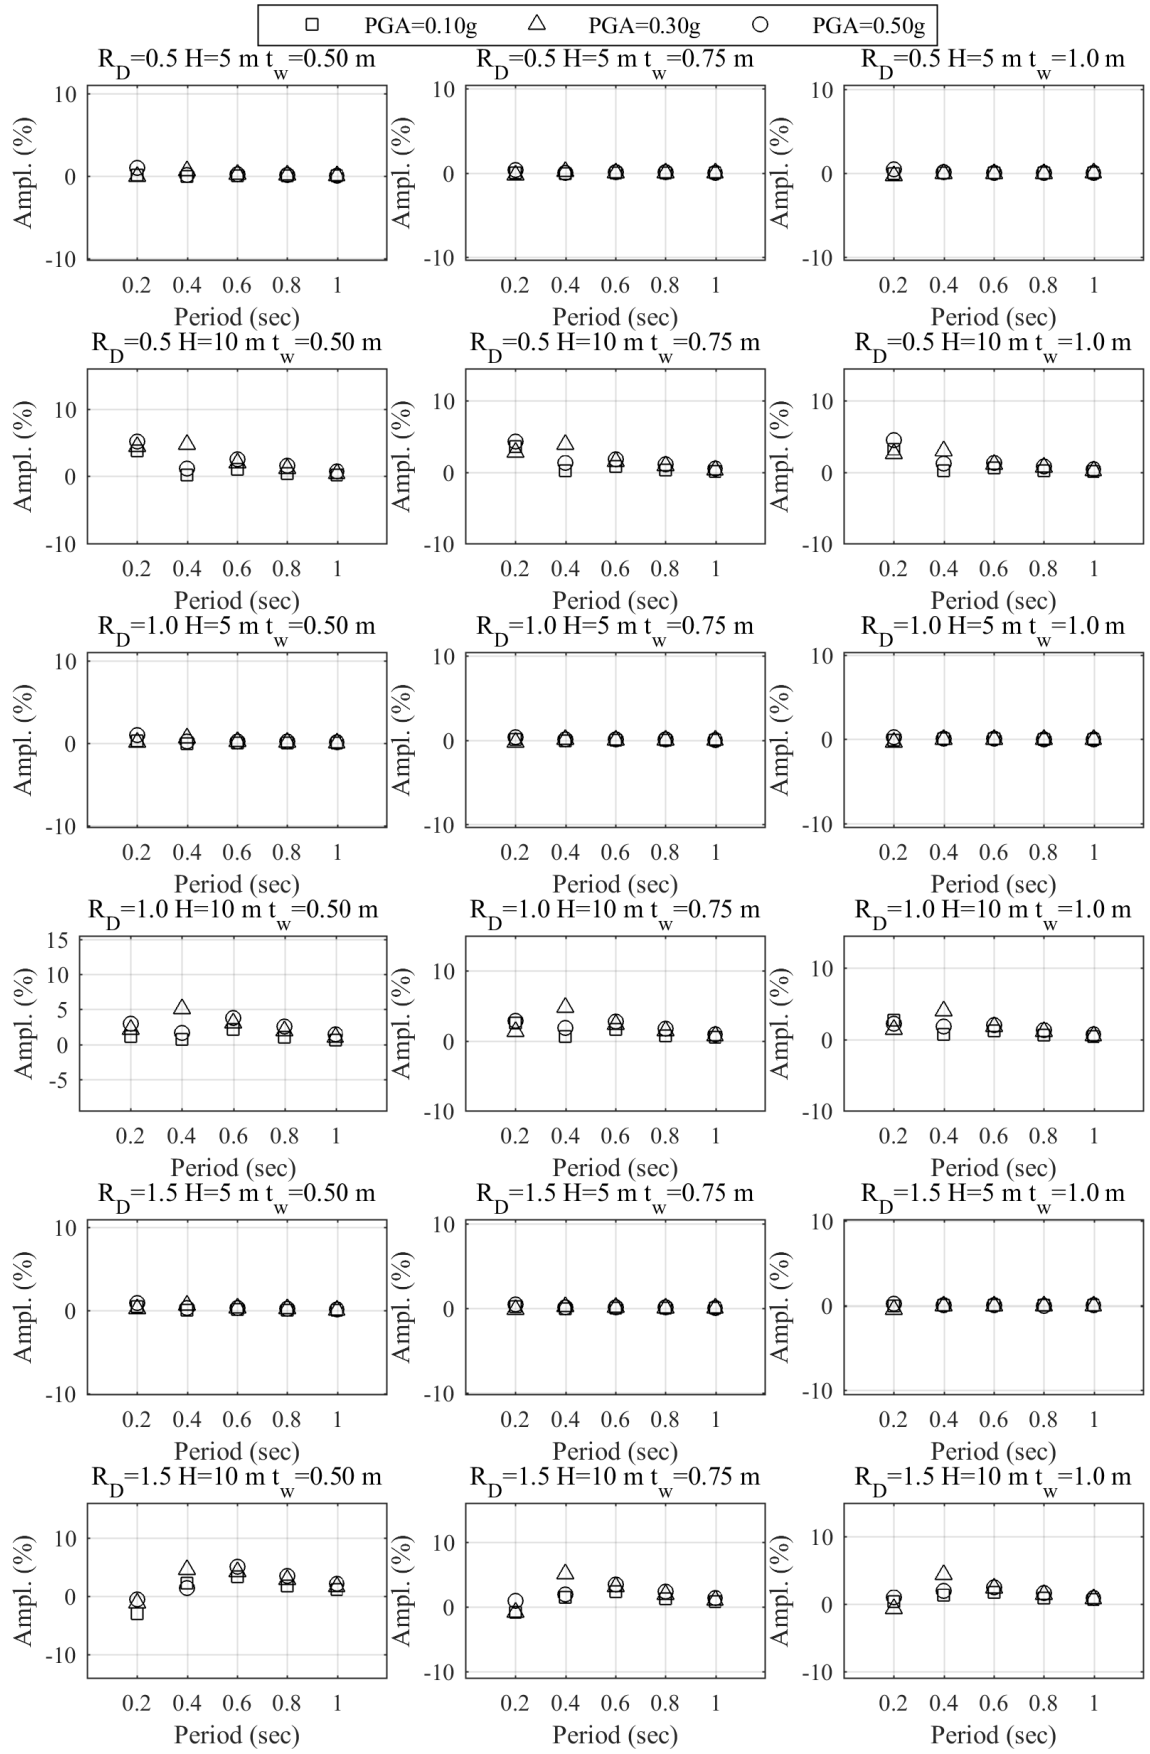 PGA=0.10g PGA=0.30g PGA=0.50g
R_D=0.5 H=5 m t_w=0.50 m R_D=0.5 H=5 m t_w=0.75 m R_D=0.5 H=5 m t_w=1.0 m
10 10 10
Ampl. (%) Ampl. (%) Ampl. (%)
0 0 0
-10 -10 -10
0.2 0.4 0.6 0.8 1 0.2 0.4 0.6 0.8 1 0.2 0.4 0.6 0.8 1
Period (sec) Period (sec) Period (sec)
R_D=0.5 H=10 m t_w=0.50 m R_D=0.5 H=10 m t_w=0.75 m R_D=0.5 H=10 m t_w=1.0 m
10 10 10
Ampl. (%) Ampl. (%) Ampl. (%)
0 0 0
-10 -10 -10
0.2 0.4 0.6 0.8 1 0.2 0.4 0.6 0.8 1 0.2 0.4 0.6 0.8 1
Period (sec) Period (sec) Period (sec)
R_D=1.0 H=5 m t_w=0.50 m R_D=1.0 H=5 m t_w=0.75 m R_D=1.0 H=5 m t_w=1.0 m
10 10 10
Ampl. (%) Ampl. (%) Ampl. (%)
0 0 0
-10 -10 -10
0.2 0.4 0.6 0.8 1 0.2 0.4 0.6 0.8 1 0.2 0.4 0.6 0.8 1
Period (sec) Period (sec) Period (sec)
R_D=1.0 H=10 m t_w=0.50 m R_D=1.0 H=10 m t_w=0.75 m R_D=1.0 H=10 m t_w=1.0 m
15
10 10 10
Ampl. (%) Ampl. (%) Ampl. (%)
5
0 0 0
-5
-10 -10
0.2 0.4 0.6 0.8 1 0.2 0.4 0.6 0.8 1 0.2 0.4 0.6 0.8 1
Period (sec) Period (sec) Period (sec)
R_D=1.5 H=5 m t_w=0.50 m R_D=1.5 H=5 m t_w=0.75 m R_D=1.5 H=5 m t_w=1.0 m
10 10 10
Ampl. (%) Ampl. (%) Ampl. (%)
0 0 0
-10 -10 -10
0.2 0.4 0.6 0.8 1 0.2 0.4 0.6 0.8 1 0.2 0.4 0.6 0.8 1
Period (sec) Period (sec) Period (sec)
R_D=1.5 H=10 m t_w=0.50 m R_D=1.5 H=10 m t_w=0.75 m R_D=1.5 H=10 m t_w=1.0 m
10 10 10
Ampl. (%) Ampl. (%) Ampl. (%)
0 0 0
-10 -10 -10
0.2 0.4 0.6 0.8 1 0.2 0.4 0.6 0.8 1 0.2 0.4 0.6 0.8 1
Period (sec) Period (sec) Period (sec)